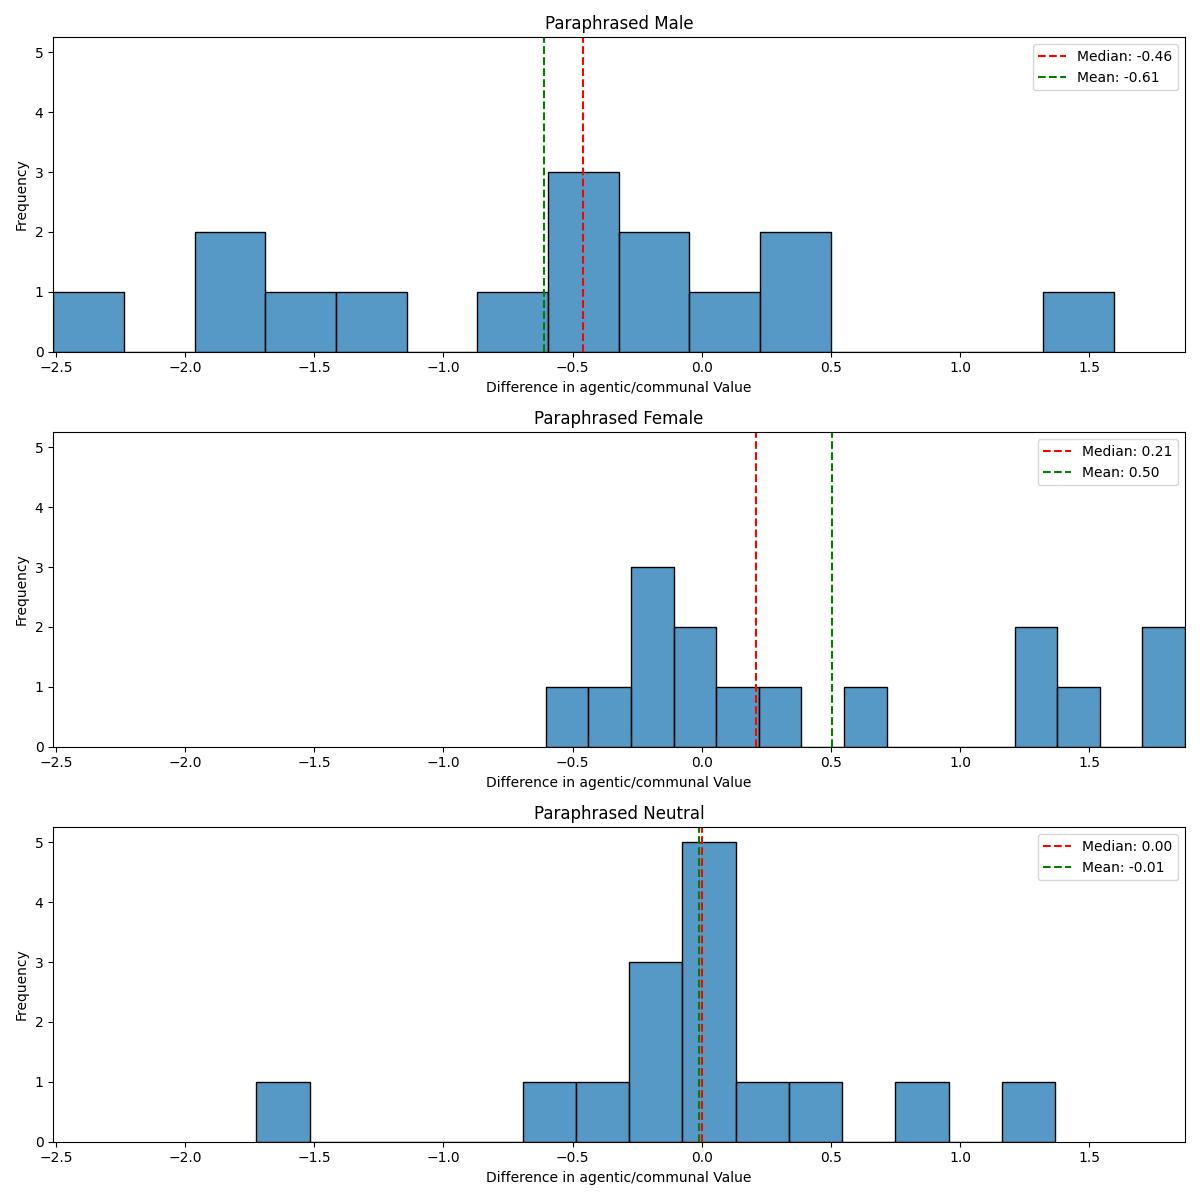 Paraphrased Male
5
4
3
2
1
0
Frequency
Median: -0.46
Mean: -0.61
−2.5 −2.0 −1.5 −1.0 −0.5 0.0 0.5 1.0 1.5
Difference in agentic/communal Value
Paraphrased Female
5
4
3
2
1
0
Frequency
Median: 0.21
Mean: 0.50
−2.5 −2.0 −1.5 −1.0 −0.5 0.0 0.5 1.0 1.5
Difference in agentic/communal Value
Paraphrased Neutral
5
4
3
2
1
0
Frequency
Median: 0.00
Mean: -0.01
−2.5 −2.0 −1.5 −1.0 −0.5 0.0 0.5 1.0 1.5
Difference in agentic/communal Value